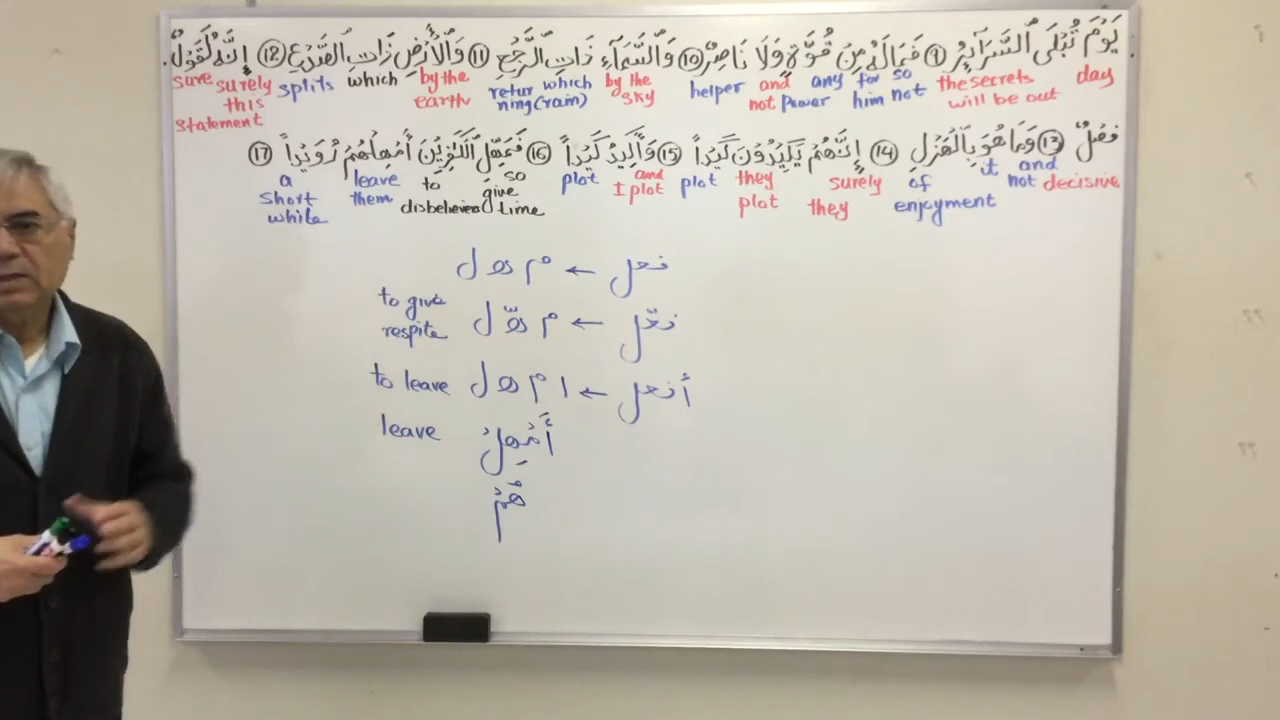 يَوْمَ تُبْلَى ٱلسَّرَآئِرُ ⑨ فَمَا لَهُۥ مِن قُوَّةٍ وَلَا نَاصِرٍ ⑩ وَٱلسَّمَآءِ ذَاتِ ٱلرَّجْعِ ⑪ وَٱلْأَرْضِ ذَاتِ ٱلصَّدْعِ ⑫ إِنَّهُۥ لَقَوْلٌ
day the secrets will be out so not for him any power and not helper by the sky which returning (rain) by the earth which splits surely this sure statement
فَصْلٌ ⑬ وَمَا هُوَ بِٱلْهَزْلِ ⑭ إِنَّهُمْ يَكِيدُونَ كَيْداً ⑮ وَأَكِيدُ كَيْداً ⑯ فَمَهِّلِ ٱلْكَٰفِرِينَ أَمْهِلْهُمْ رُوَيْداً ⑰
decisive and not it of enjoyment surely they they plot plot and I plot plot so give time to disbelievers leave them a short while
فعل ← م ه ل
فعّل ← م هّ ل to give respite
أفعل ← ا م ه ل to leave
أَمْهِلْ leave
هُمْ